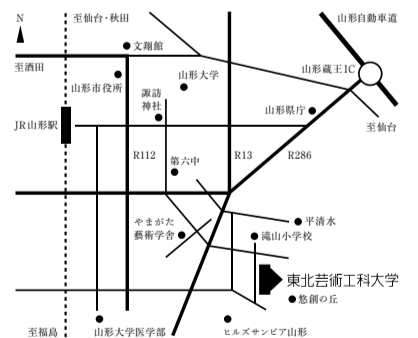 N
至仙台・秋田
山形自動車道
文翔館
至酒田
山形市役所
山形大学
山形蔵王IC
諏訪
神社
山形県庁
JR山形駅
至仙台
R112
第六中
R13
R286
やまがた
藝術学舎
平清水
滝山小学校
東北芸術工科大学
悠創の丘
至福島
山形大学医学部
ヒルズサンピア山形